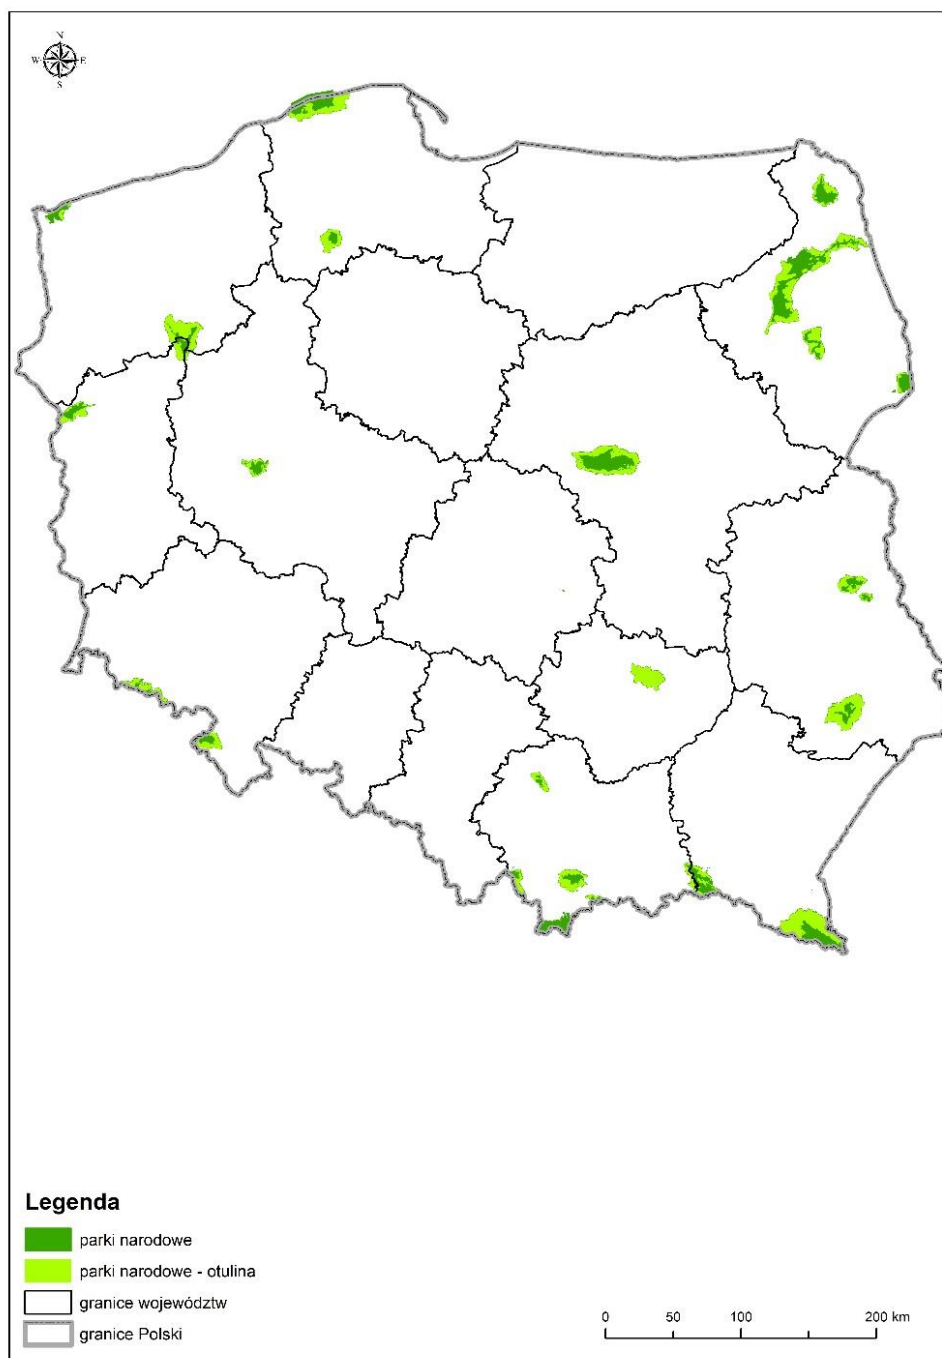 N
W E
S
Legenda
parki narodowe
parki narodowe - otulina
granice województw
granice Polski
0 50 100 200 km